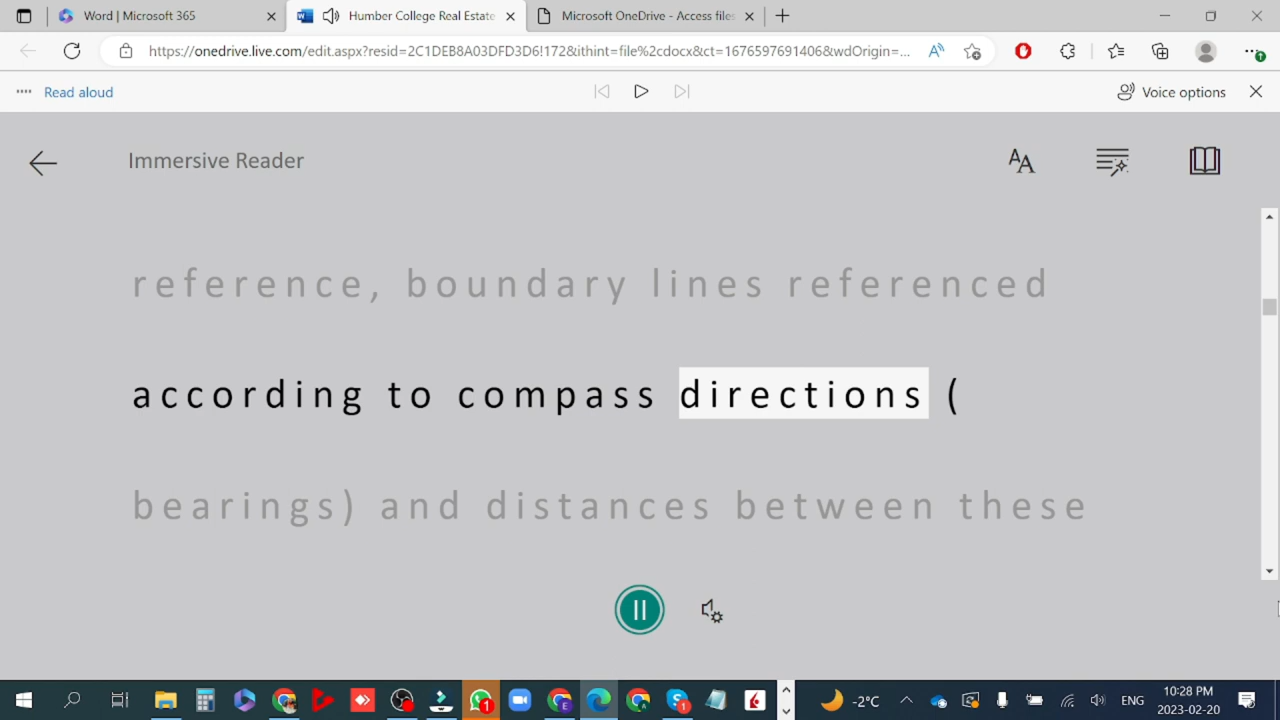 Word | Microsoft 365
Humber College Real Estate
Microsoft OneDrive - Access files
https://onedrive.live.com/edit.aspx?resid=2C1DEB8A03DFD3D6!172&ithint=file%2cdocx&ct=1676597691406&wdOrigin=...
Read aloud
Voice options
Immersive Reader
reference, boundary lines referenced
according to compass directions (
bearings) and distances between these
-2°C
ENG
10:28 PM
2023-02-20